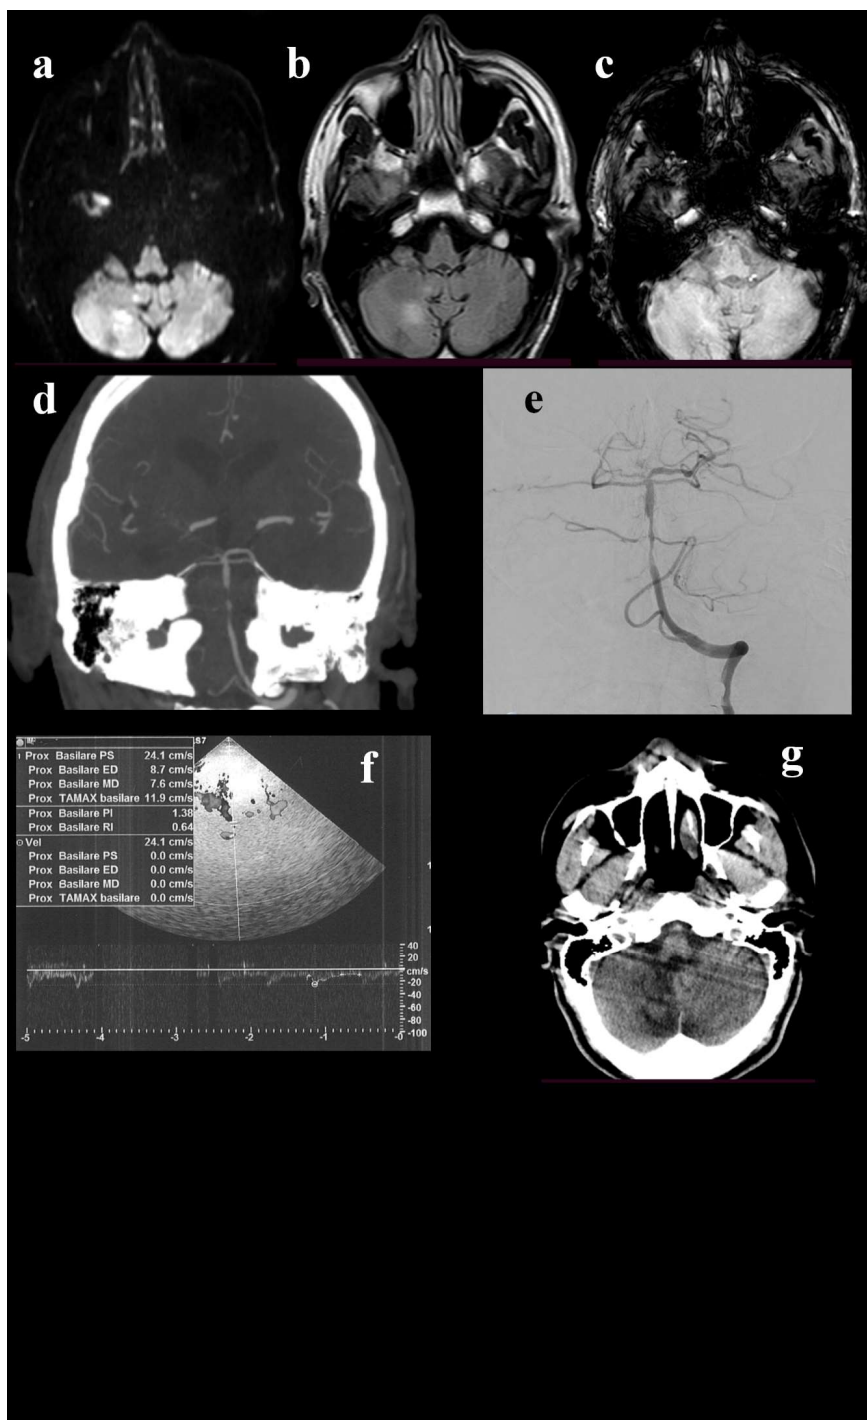 a
b
c
d
e
f
S7
Prox Basilare PS 24.1 cm/s
Prox Basilare ED 8.7 cm/s
Prox Basilare MD 7.6 cm/s
Prox TAMAX basilare 11.9 cm/s
Prox Basilare PI 1.38
Prox Basilare RI 0.64
Vel 24.1 cm/s
Prox Basilare PS 0.0 cm/s
Prox Basilare ED 0.0 cm/s
Prox Basilare MD 0.0 cm/s
Prox TAMAX basilare 0.0 cm/s
40
20
cm/s
-20
-40
-60
-80
-100
-5 -4 -3 -2 -1 -0
g